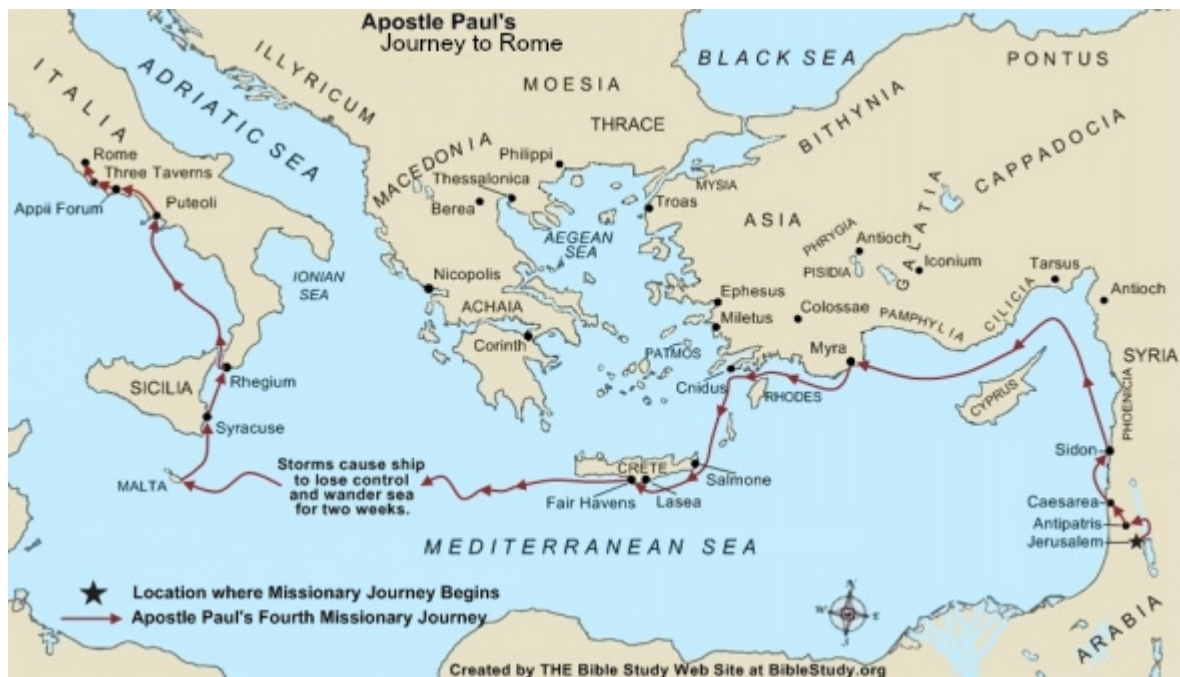 Apostle Paul's
Journey to Rome
BLACK SEA
PONTUS
ILLYRICUM
ITALIA
ADRIATIC SEA
MOESIA
THRACE
BITHYNIA
CAPPADOCIA
MACEDONIA
Philippi
Thessalonica
Berea
MYSIA
Troas
ASIA
GALATIA
PHRYGIA
Antioch
PISIDIA
Iconium
Tarsus
Antioch
CILICIA
Rome
Three Taverns
Appii Forum
Puteoli
IONIAN
SEA
AEGEAN
SEA
Nicopolis
ACHAIA
Corinth
Ephesus
Miletus
Colossae
PAMPHYLIA
PATMOS
Myra
Cnidus
RHODES
CYPRUS
SYRIA
PHOENICIA
SICILIA
Rhegium
Syracuse
MALTA
Storms cause ship
to lose control
and wander sea
for two weeks.
CRETE
Salmone
Fair Havens
Lasea
Sidon
Caesarea
Antipatris
Jerusalem
MEDITERRANEAN SEA
ARABIA
Location where Missionary Journey Begins
Apostle Paul's Fourth Missionary Journey
N
W
E
S
Created by THE Bible Study Web Site at BibleStudy.org